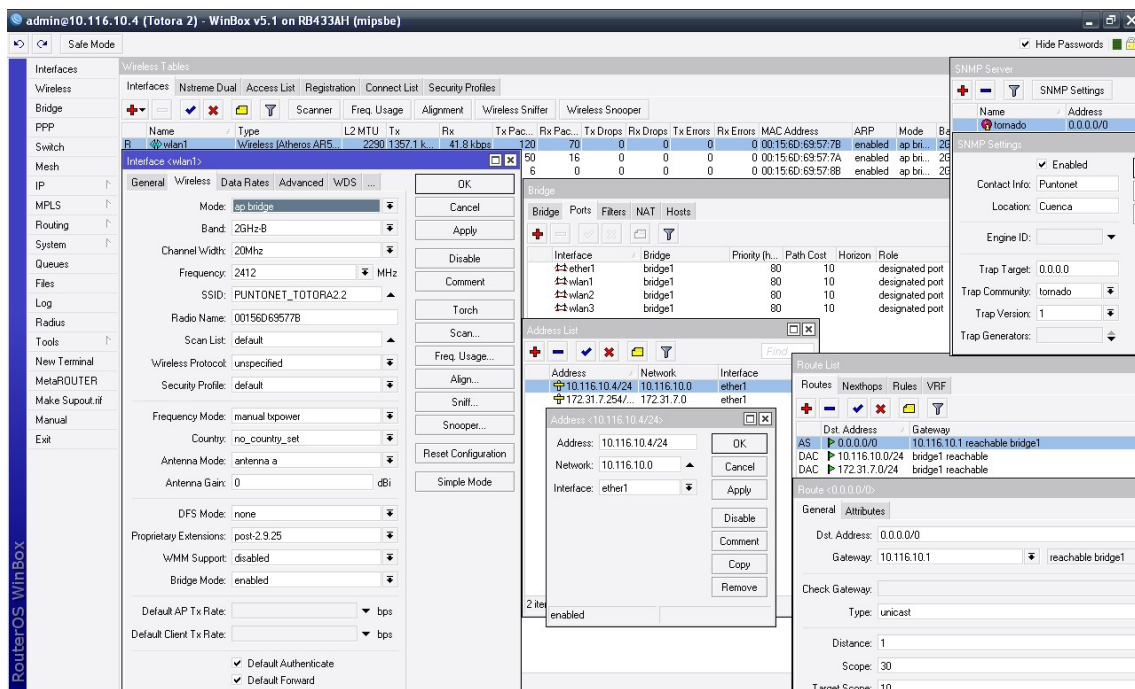 admin@10.116.10.4 (Totora 2) - WinBox v5.1 on RB433AH (mipsbe)
Safe Mode
Hide Passwords
Interfaces
Wireless
Bridge
PPP
Switch
Mesh
IP
MPLS
Routing
System
Queues
Files
Log
Radius
Tools
New Terminal
MetaROUTER
Make Supout.rif
Manual
Exit
RouterOS WinBox
Wireless Tables
Interfaces Nstreme Dual Access List Registration Connect List Security Profiles
Scanner Freq. Usage Alignment Wireless Sniffer Wireless Snooper
Name Type L2 MTU Tx Rx Tx Pac... Rx Pac... Tx Drops Rx Drops Tx Errors Rx Errors MAC Address ARP Mode Ba
R wlan1 Wireless (Atheros AR5... 2290 1357.1 k... 41.8 kbps 120 70 0 0 0 0 00:15:6D:69:57:7B enabled ap bri... 2G
50 16 0 0 0 0 00:15:6D:69:57:7A enabled ap bri... 2G
6 0 0 0 0 0 00:15:6D:69:57:8B enabled ap bri... 2G
Interface <wlan1>
General Wireless Data Rates Advanced WDS ...
Mode: ap bridge
Band: 2GHz-B
Channel Width: 20Mhz
Frequency: 2412 MHz
SSID: PUNTONET_TOTORA2.2
Radio Name: 00156D69577B
Scan List: default
Wireless Protocol: unspecified
Security Profile: default
Frequency Mode: manual txpower
Country: no_country_set
Antenna Mode: antenna a
Antenna Gain: 0 dBi
DFS Mode: none
Proprietary Extensions: post-2.9.25
WMM Support: disabled
Bridge Mode: enabled
Default AP Tx Rate: bps
Default Client Tx Rate: bps
Default Authenticate
Default Forward
OK
Cancel
Apply
Disable
Comment
Torch
Scan...
Freq. Usage...
Align...
Sniff...
Snooper...
Reset Configuration
Simple Mode
Bridge
Bridge Ports Filters NAT Hosts
Interface Bridge Priority (h... Path Cost Horizon Role
ether1 bridge1 80 10 designated port
wlan1 bridge1 80 10 designated port
wlan2 bridge1 80 10 designated port
wlan3 bridge1 80 10 designated port
Address List
Find
Address Network Interface
10.116.10.4/24 10.116.10.0 ether1
172.31.7.254/... 172.31.7.0 ether1
Address <10.116.10.4/24>
Address: 10.116.10.4/24
Network: 10.116.10.0
Interface: ether1
OK
Cancel
Apply
Disable
Comment
Copy
Remove
enabled
2 ite
SNMP Server
SNMP Settings
Name Address
tornado 0.0.0.0/0
SNMP Settings
Enabled
Contact Info: Puntonet
Location: Cuenca
Engine ID:
Trap Target: 0.0.0.0
Trap Community: tornado
Trap Version: 1
Trap Generators:
Route List
Routes Nexthops Rules VRF
Dst. Address Gateway
AS 0.0.0.0/0 10.116.10.1 reachable bridge1
DAC 10.116.10.0/24 bridge1 reachable
DAC 172.31.7.0/24 bridge1 reachable
Route <0.0.0.0/0>
General Attributes
Dst. Address: 0.0.0.0/0
Gateway: 10.116.10.1 reachable bridge1
Check Gateway:
Type: unicast
Distance: 1
Scope: 30
Target Scope: 10